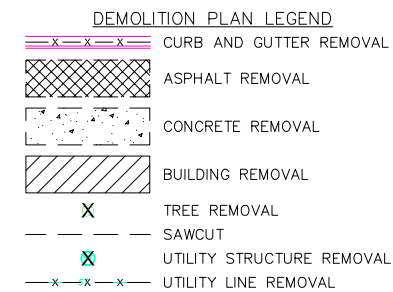 DEMOLITION PLAN LEGEND
X X X CURB AND GUTTER REMOVAL
ASPHALT REMOVAL
CONCRETE REMOVAL
BUILDING REMOVAL
X TREE REMOVAL
SAWCUT
X UTILITY STRUCTURE REMOVAL
X X X UTILITY LINE REMOVAL